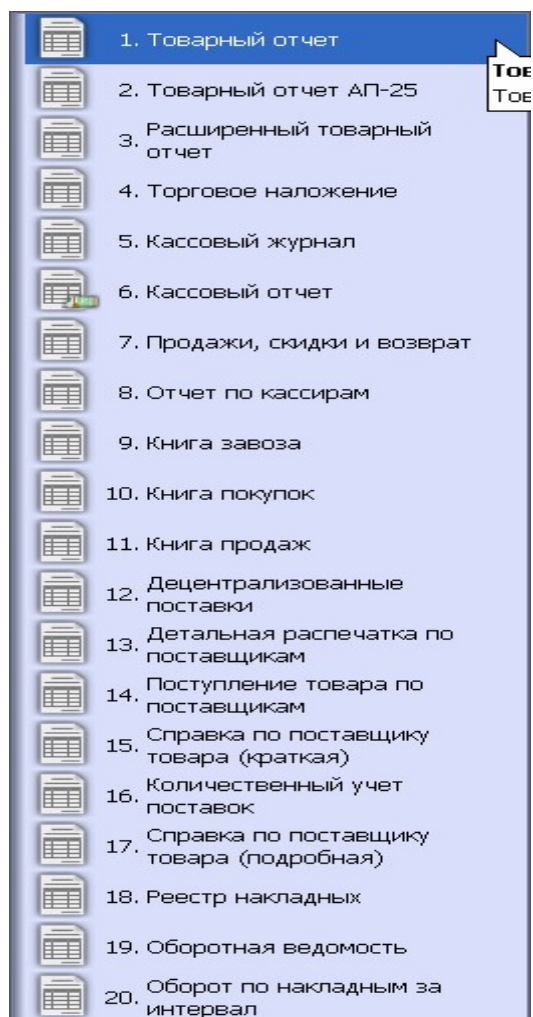 1. Товарный отчет
Тов
Тов
2. Товарный отчет АП-25
3. Расширенный товарный
отчет
4. Торговое наложение
5. Кассовый журнал
6. Кассовый отчет
7. Продажи, скидки и возврат
8. Отчет по кассирам
9. Книга завоза
10. Книга покупок
11. Книга продаж
12. Децентрализованные
поставки
13. Детальная распечатка по
поставщикам
14. Поступление товара по
поставщикам
15. Справка по поставщику
товара (краткая)
16. Количественный учет
поставок
17. Справка по поставщику
товара (подробная)
18. Реестр накладных
19. Оборотная ведомость
20. Оборот по накладным за
интервал